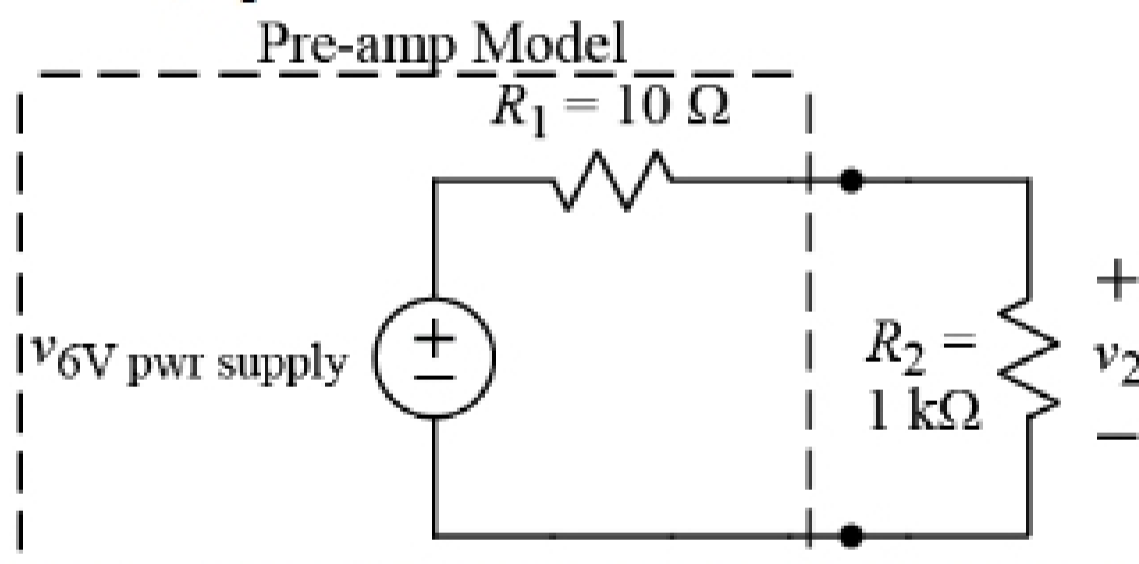 Pre-amp Model
R₁ = 10 Ω
+
v6V pwr supply
+
−
R₂ =
1 kΩ
v₂
−